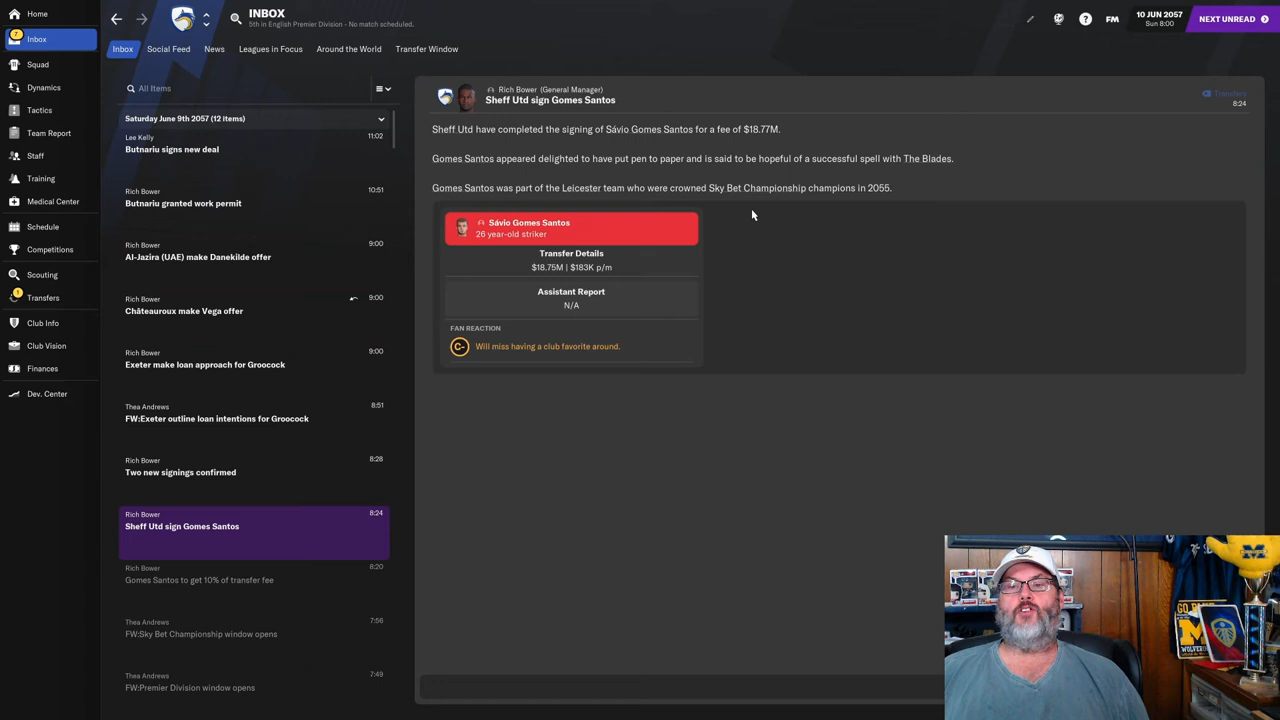 Home
Inbox
7
Squad
Dynamics
Tactics
Team Report
Staff
Training
Medical Center
Schedule
Competitions
Scouting
1
Transfers
Club Info
Club Vision
Finances
Dev. Center
INBOX
5th in English Premier Division - No match scheduled.
FM
10 JUN 2057
Sun 8:00
NEXT UNREAD
Inbox Social Feed News Leagues in Focus Around the World Transfer Window
All Items
Saturday June 9th 2057 (12 items)
Lee Kelly 11:02
Butnariu signs new deal
Rich Bower 10:51
Butnariu granted work permit
Rich Bower 9:00
Al-Jazira (UAE) make Danekilde offer
Rich Bower 9:00
Châteauroux make Vega offer
Rich Bower 9:00
Exeter make loan approach for Groocock
Thea Andrews 8:51
FW:Exeter outline loan intentions for Groocock
Rich Bower 8:28
Two new signings confirmed
Rich Bower 8:24
Sheff Utd sign Gomes Santos
Rich Bower 8:20
Gomes Santos to get 10% of transfer fee
Thea Andrews 7:56
FW:Sky Bet Championship window opens
Thea Andrews 7:49
FW:Premier Division window opens
Rich Bower (General Manager)
Sheff Utd sign Gomes Santos
Transfers
8:24
Sheff Utd have completed the signing of Sávio Gomes Santos for a fee of $18.77M.
Gomes Santos appeared delighted to have put pen to paper and is said to be hopeful of a successful spell with The Blades.
Gomes Santos was part of the Leicester team who were crowned Sky Bet Championship champions in 2055.
Sávio Gomes Santos
26 year-old striker
Transfer Details
$18.75M | $183K p/m
Assistant Report
N/A
FAN REACTION
C- Will miss having a club favorite around.
GO BLUE
M
WOLVERINES
M